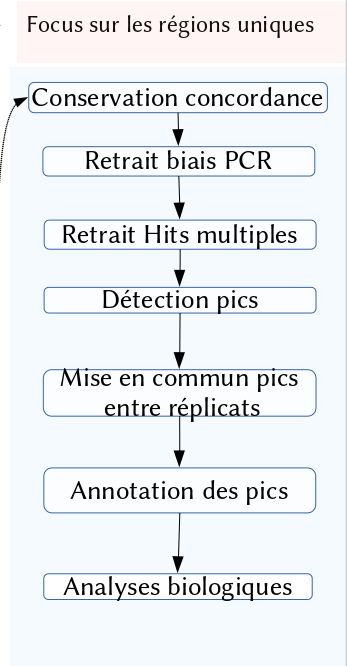 Focus sur les régions uniques
Conservation concordance
Retrait biais PCR
Retrait Hits multiples
Détection pics
Mise en commun pics
entre réplicats
Annotation des pics
Analyses biologiques